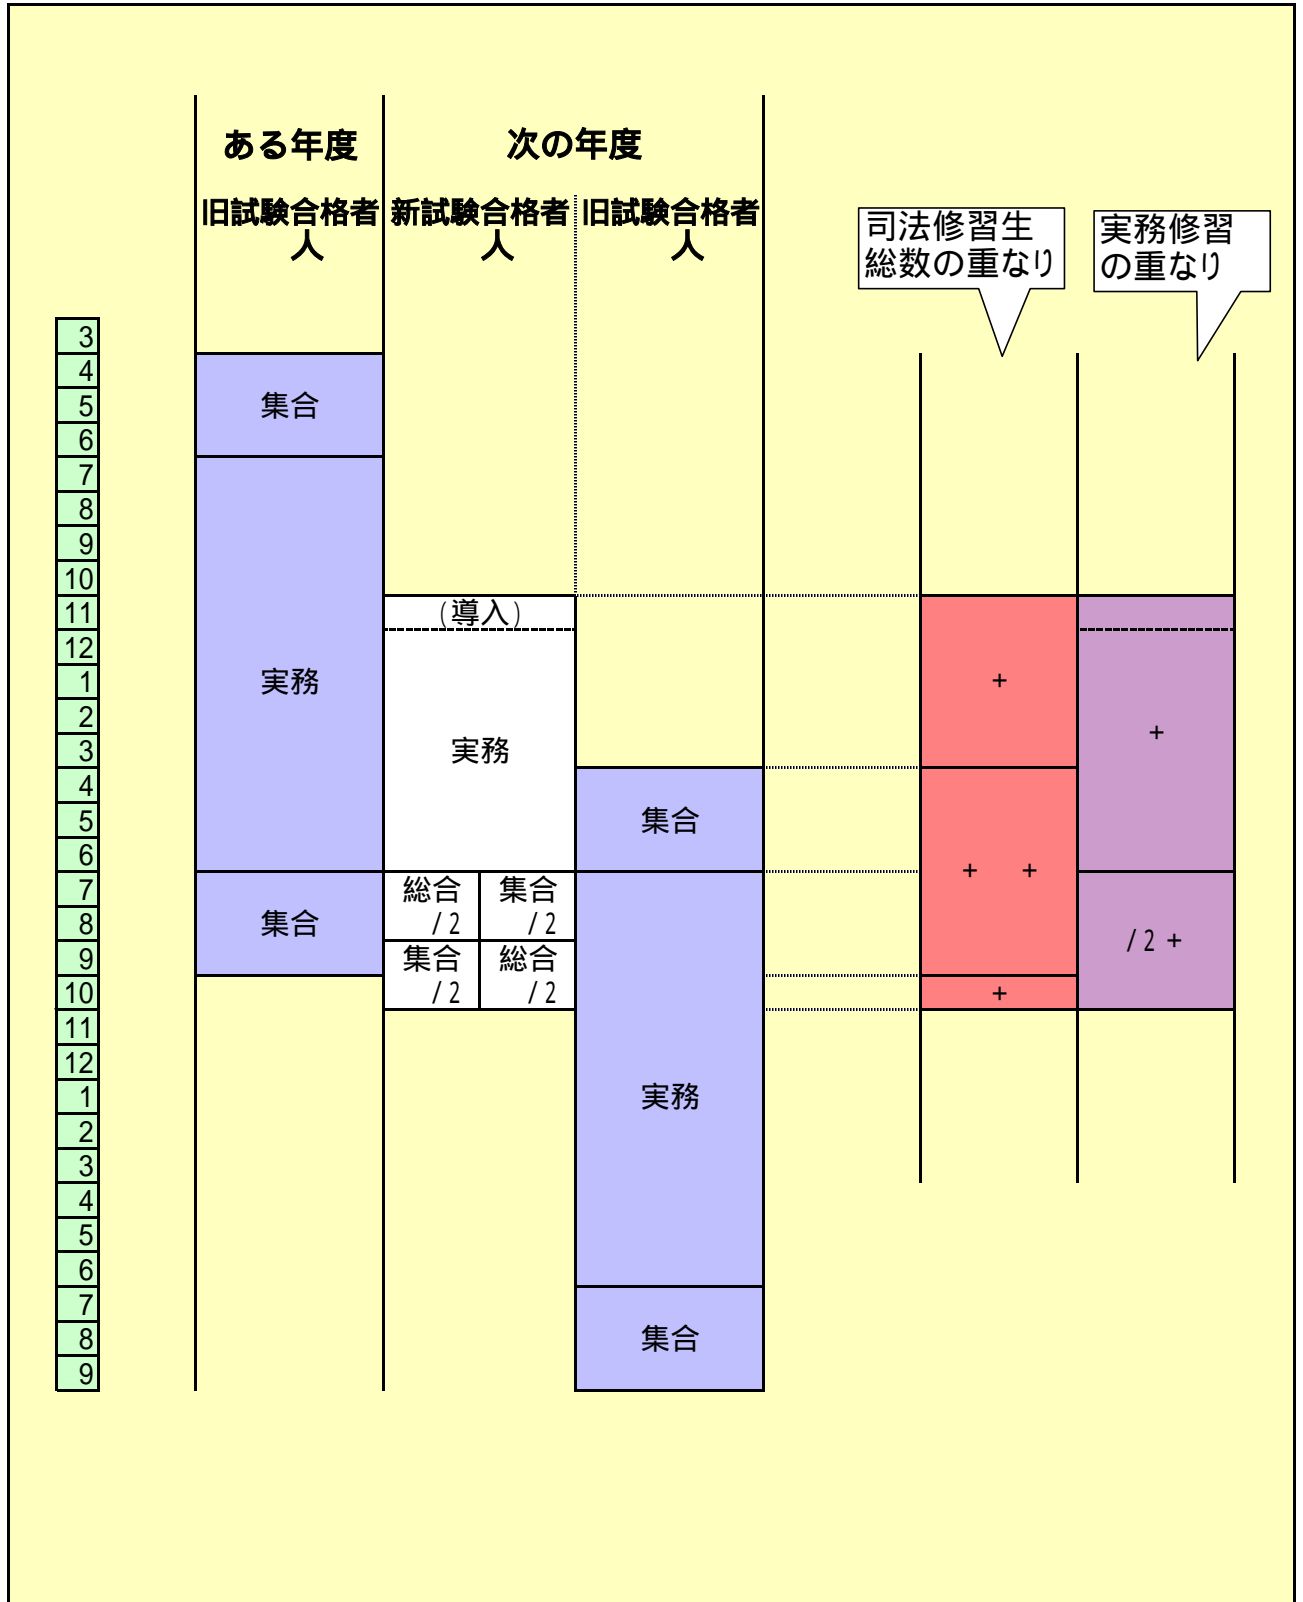 ある年度
次の年度
旧試験合格者
人
新試験合格者
人
旧試験合格者
人
司法修習生
総数の重なり
実務修習
の重なり
3
4
5
6
7
8
9
10
11
12
1
2
3
4
5
6
7
8
9
10
11
12
1
2
3
4
5
6
7
8
9
集合
実務
集合
(導入)
実務
総合
/2
集合
/2
集合
/2
総合
/2
集合
実務
集合
+
+ +
+
+
/2 +